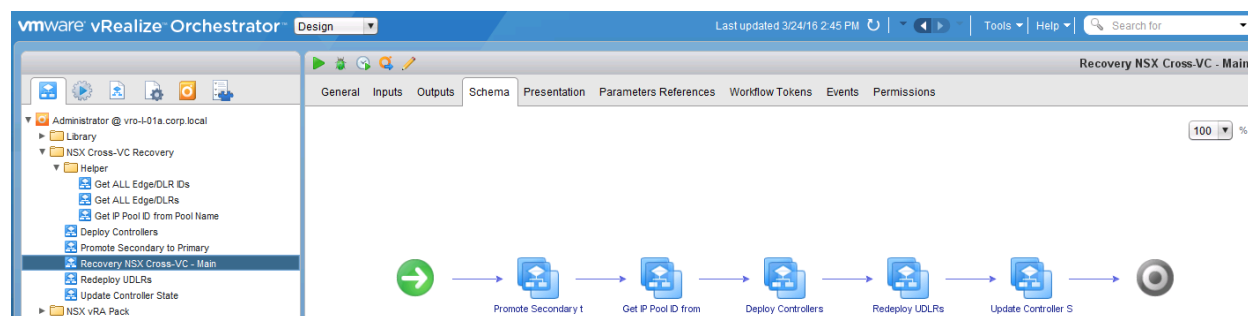 vmware vRealize™ Orchestrator™ Design Last updated 3/24/16 2:45 PM Tools Help Search for
Recovery NSX Cross-VC - Main
General Inputs Outputs Schema Presentation Parameters References Workflow Tokens Events Permissions
Administrator @ vro-l-01a.corp.local
Library
NSX Cross-VC Recovery
Helper
Get ALL Edge/DLR IDs
Get ALL Edge/DLRs
Get IP Pool ID from Pool Name
Deploy Controllers
Promote Secondary to Primary
Recovery NSX Cross-VC - Main
Redeploy UDLRs
Update Controller State
NSX vRA Pack
100 %
Promote Secondary t Get IP Pool ID from Deploy Controllers Redeploy UDLRs Update Controller S